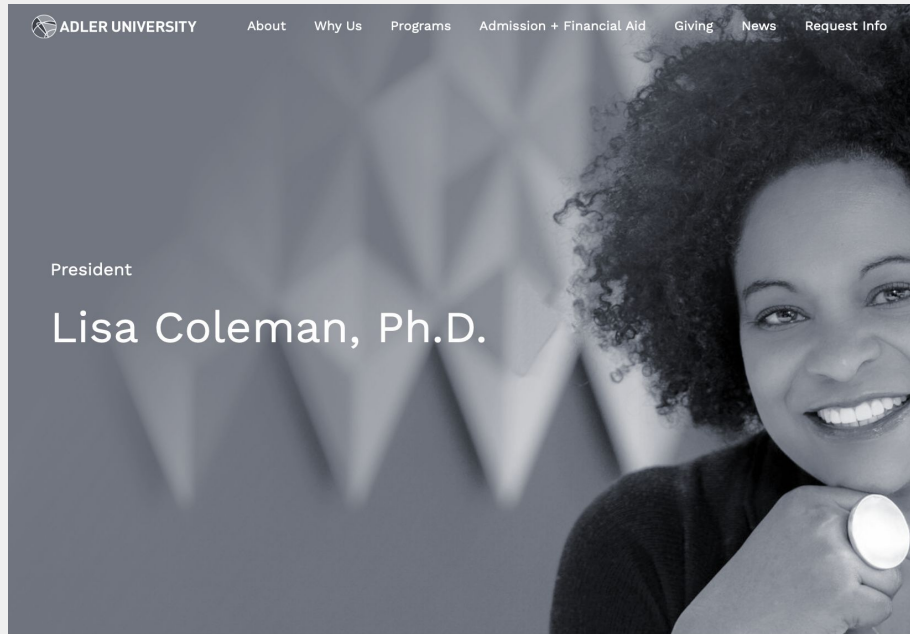 ADLER UNIVERSITY About Why Us Programs Admission + Financial Aid Giving News Request Info
President
Lisa Coleman, Ph.D.